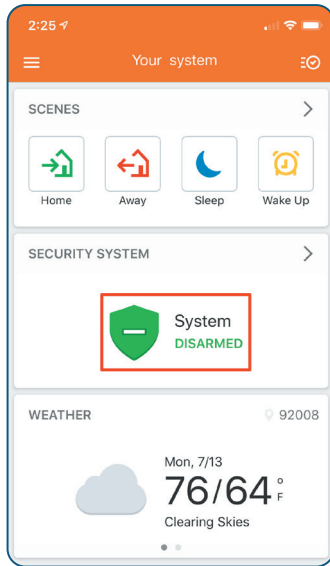 2:25
Your system
SCENES
Home Away Sleep Wake Up
SECURITY SYSTEM
System
DISARMED
WEATHER 92008
Mon, 7/13
76/64 °F
Clearing Skies